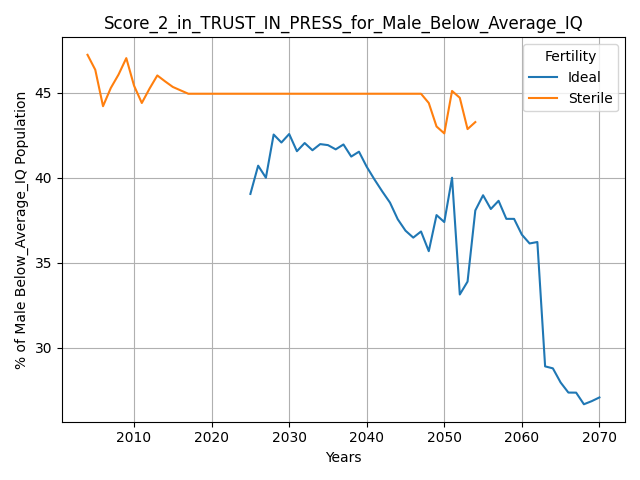 Score_2_in_TRUST_IN_PRESS_for_Male_Below_Average_IQ
Fertility
Ideal
Sterile
% of Male Below_Average_IQ Population
45
40
35
30
2010 2020 2030 2040 2050 2060 2070
Years